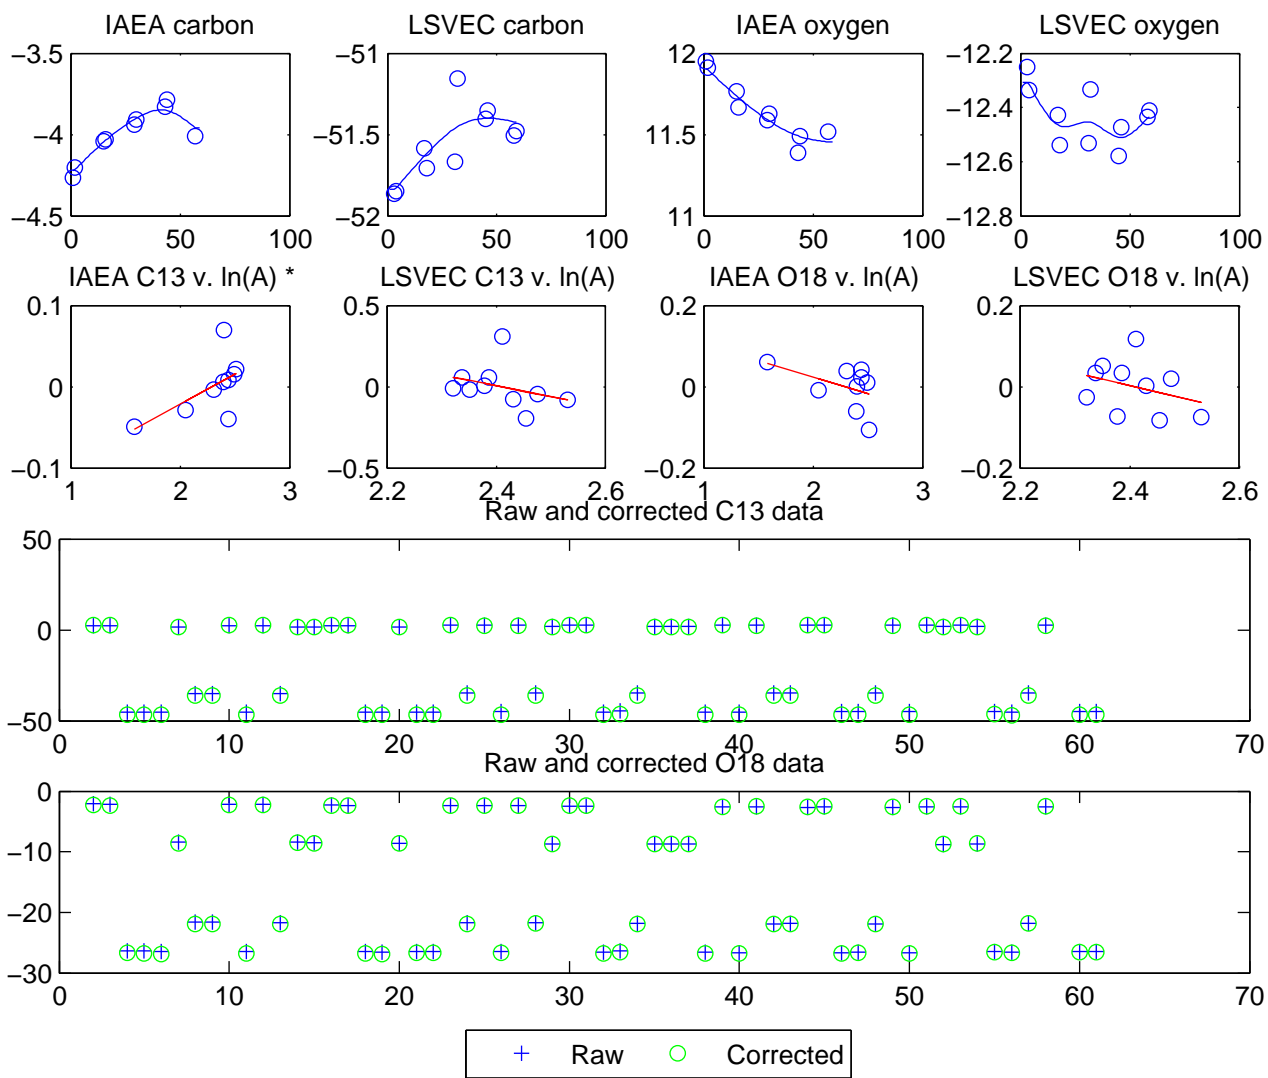 IAEA carbon LSVEC carbon IAEA oxygen LSVEC oxygen
−3.5 −51 12 −12.2
−4 −51.5 11.5 −12.4
−12.6
−4.5 −52 11 −12.8
0 50 100 0 50 100 0 50 100 0 50 100
IAEA C13 v. ln(A) * LSVEC C13 v. ln(A) IAEA O18 v. ln(A) LSVEC O18 v. ln(A)
0.1 0.5 0.2 0.2
0 0 0 0
−0.1 −0.5 −0.2 −0.2
1 2 3 2.2 2.4 2.6 1 2 3 2.2 2.4 2.6
Raw and corrected C13 data
50
0
−50
0 10 20 30 40 50 60 70
Raw and corrected O18 data
0
−10
−20
−30
0 10 20 30 40 50 60 70
Raw Corrected